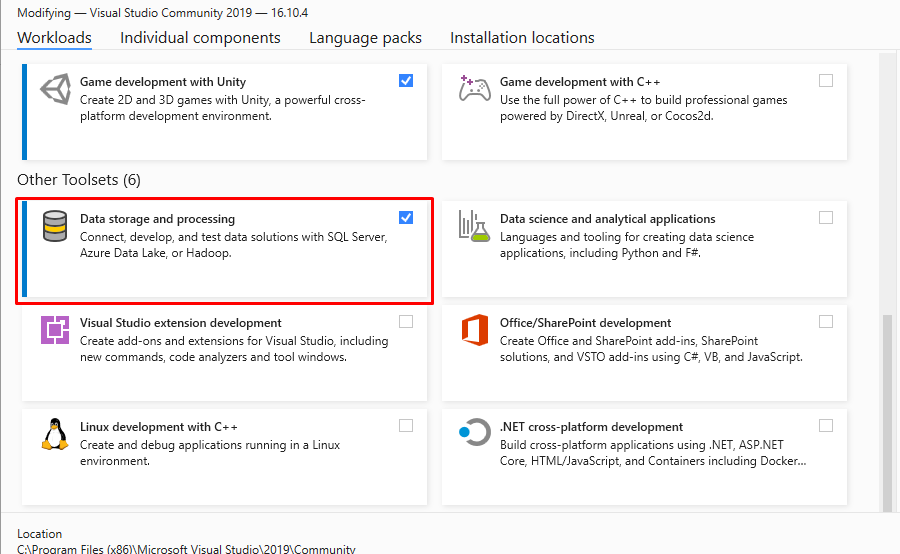 Modifying — Visual Studio Community 2019 — 16.10.4
Workloads Individual components Language packs Installation locations
Game development with Unity
Create 2D and 3D games with Unity, a powerful cross-
platform development environment.
Game development with C++
Use the full power of C++ to build professional games
powered by DirectX, Unreal, or Cocos2d.
Other Toolsets (6)
Data storage and processing
Connect, develop, and test data solutions with SQL Server,
Azure Data Lake, or Hadoop.
Data science and analytical applications
Languages and tooling for creating data science
applications, including Python and F#.
Visual Studio extension development
Create add-ons and extensions for Visual Studio, including
new commands, code analyzers and tool windows.
Office/SharePoint development
Create Office and SharePoint add-ins, SharePoint
solutions, and VSTO add-ins using C#, VB, and JavaScript.
Linux development with C++
Create and debug applications running in a Linux
environment.
.NET cross-platform development
Build cross-platform applications using .NET, ASP.NET
Core, HTML/JavaScript, and Containers including Docker...
Location
C:\Program Files (x86)\Microsoft Visual Studio\2019\Community